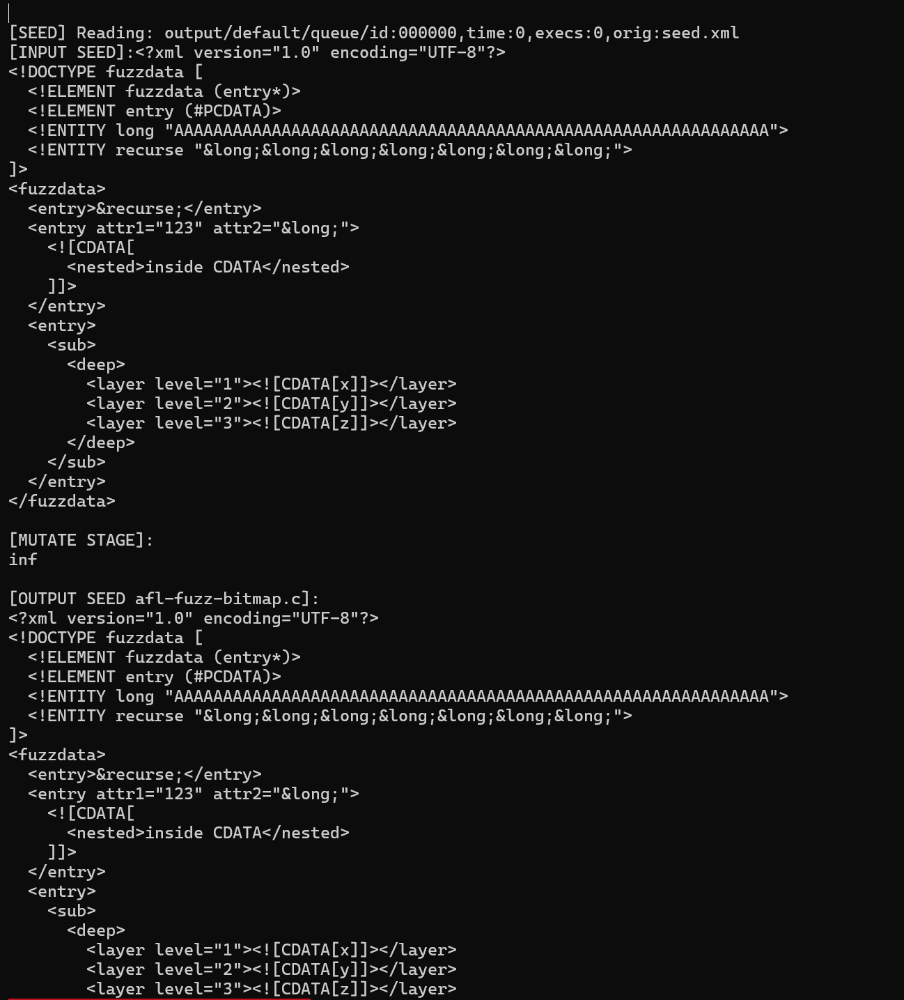 [SEED] Reading: output/default/queue/id:000000,time:0,execs:0,orig:seed.xml
[INPUT SEED]:<?xml version="1.0" encoding="UTF-8"?>
<!DOCTYPE fuzzdata [
  <!ELEMENT fuzzdata (entry*)>
  <!ELEMENT entry (#PCDATA)>
  <!ENTITY long "AAAAAAAAAAAAAAAAAAAAAAAAAAAAAAAAAAAAAAAAAAAAAAAAAAAAAAAAAAAAA">
  <!ENTITY recurse "&long;&long;&long;&long;&long;&long;&long;">
]>
<fuzzdata>
  <entry>&recurse;</entry>
  <entry attr1="123" attr2="&long;">
    <![CDATA[
      <nested>inside CDATA</nested>
    ]]>
  </entry>
  <entry>
    <sub>
      <deep>
        <layer level="1"><![CDATA[x]]></layer>
        <layer level="2"><![CDATA[y]]></layer>
        <layer level="3"><![CDATA[z]]></layer>
      </deep>
    </sub>
  </entry>
</fuzzdata>

[MUTATE STAGE]:
inf

[OUTPUT SEED afl-fuzz-bitmap.c]:
<?xml version="1.0" encoding="UTF-8"?>
<!DOCTYPE fuzzdata [
  <!ELEMENT fuzzdata (entry*)>
  <!ELEMENT entry (#PCDATA)>
  <!ENTITY long "AAAAAAAAAAAAAAAAAAAAAAAAAAAAAAAAAAAAAAAAAAAAAAAAAAAAAAAAAAAAA">
  <!ENTITY recurse "&long;&long;&long;&long;&long;&long;&long;">
]>
<fuzzdata>
  <entry>&recurse;</entry>
  <entry attr1="123" attr2="&long;">
    <![CDATA[
      <nested>inside CDATA</nested>
    ]]>
  </entry>
  <entry>
    <sub>
      <deep>
        <layer level="1"><![CDATA[x]]></layer>
        <layer level="2"><![CDATA[y]]></layer>
        <layer level="3"><![CDATA[z]]></layer>